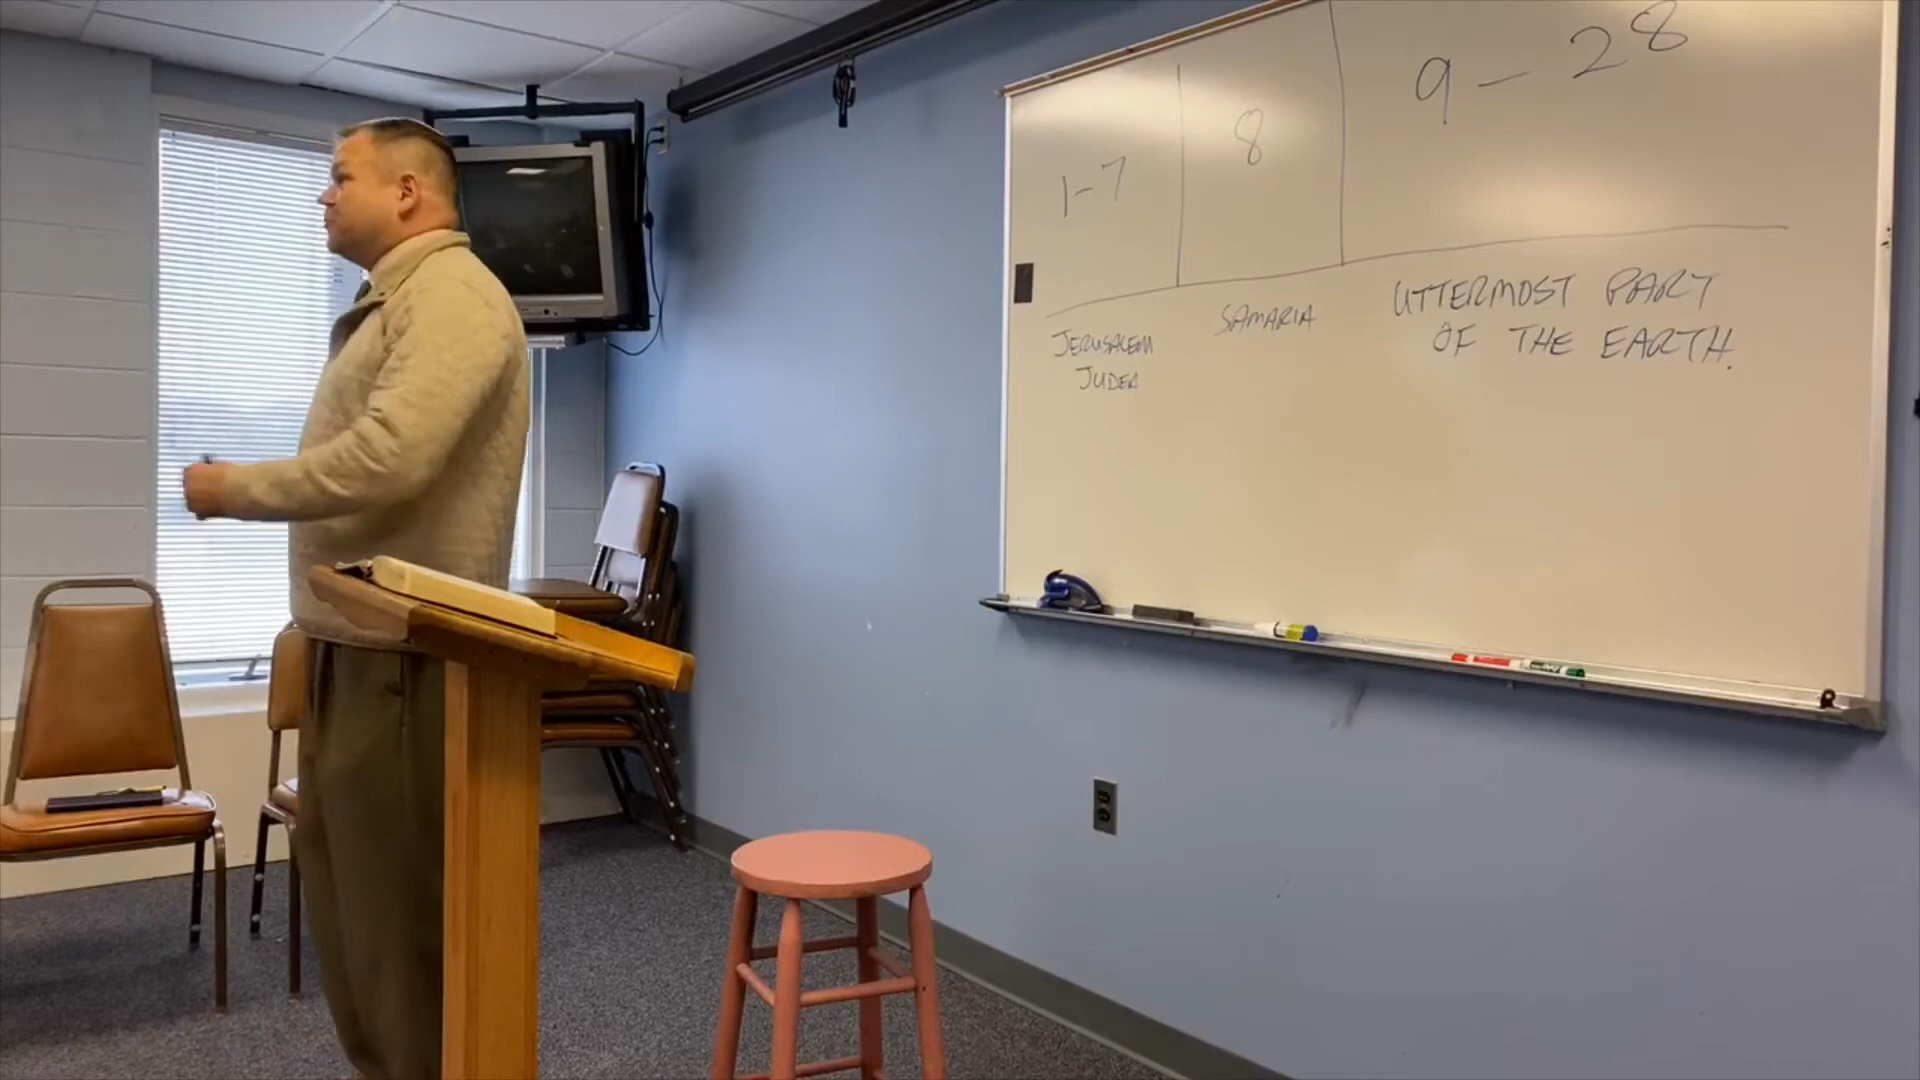 1-7
8
9-28
JERUSALEM
JUDEA
SAMARIA
UTTERMOST PART
OF THE EARTH.